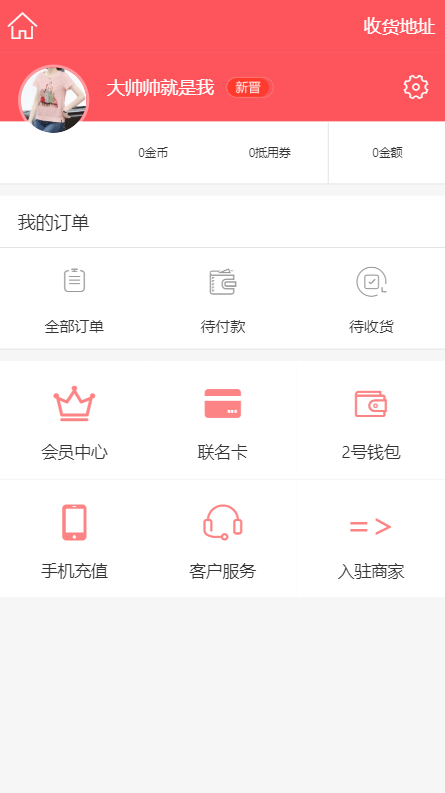 收货地址
大帅帅就是我 新晋
0金币 0抵用券 0金额
我的订单
全部订单 待付款 待收货
会员中心 联名卡 2号钱包
= >
手机充值 客户服务 入驻商家